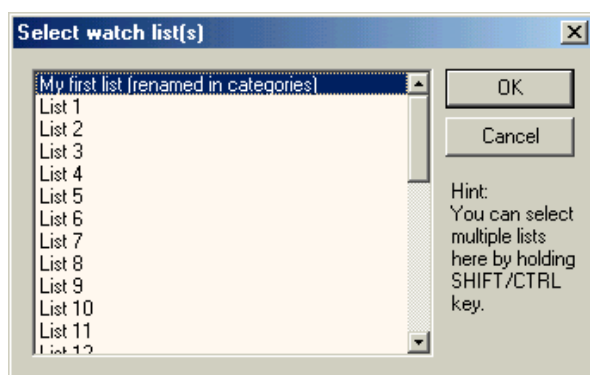 Select watch list(s)
My first list (renamed in categories)
List 1
List 2
List 3
List 4
List 5
List 6
List 7
List 8
List 9
List 10
List 11
List 12
OK
Cancel
Hint:
You can select
multiple lists
here by holding
SHIFT/CTRL
key.